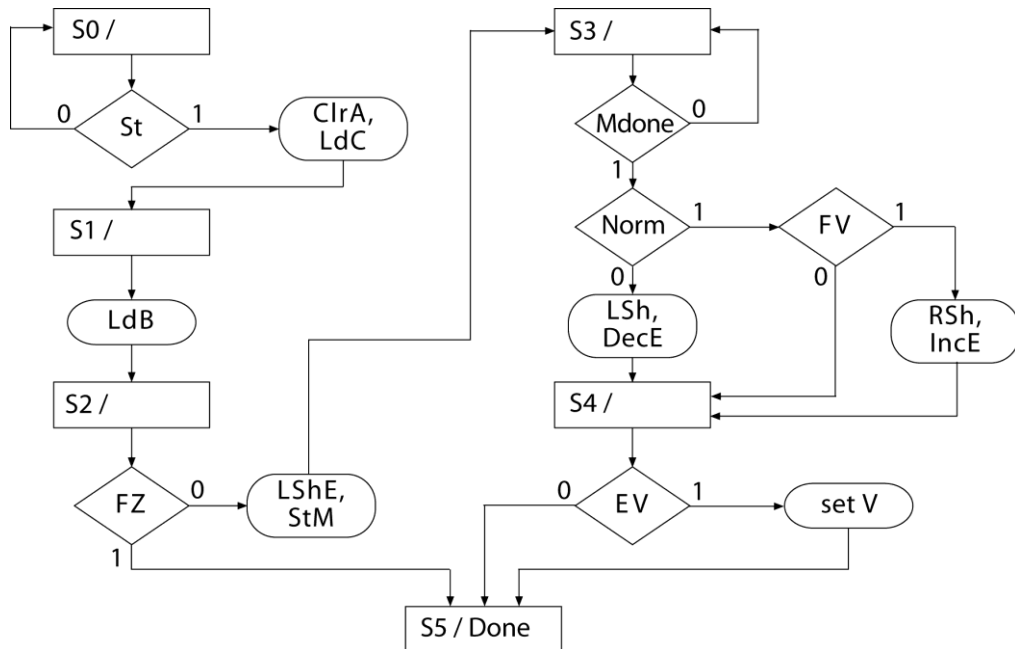 S0 /
St
0
1
ClrA,
LdC
S1 /
LdB
S2 /
FZ
0
1
LShE,
StM
S3 /
Mdone
0
1
Norm
1
0
FV
1
0
LSh,
DecE
RSh,
IncE
S4 /
EV
0
1
set V
S5 / Done